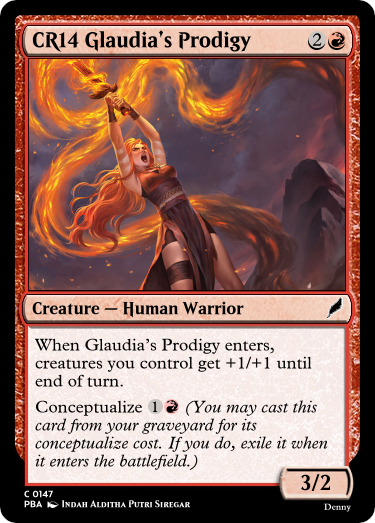 CR14 Glaudia's Prodigy 2
Creature — Human Warrior
When Glaudia's Prodigy enters,
creatures you control get +1/+1 until
end of turn.
Conceptualize 1 (You may cast this
card from your graveyard for its
conceptualize cost. If you do, exile it when
it enters the battlefield.)
3/2
C 0147
PBA Indah Alditha Putri Siregar
Denny